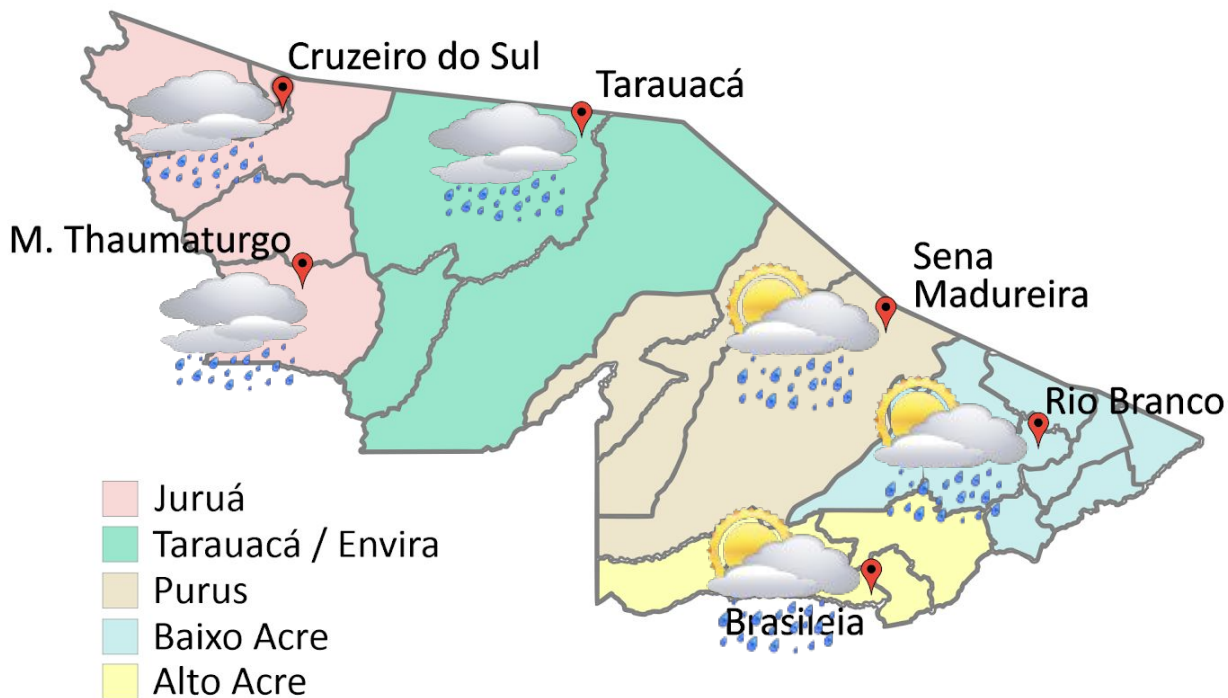 Cruzeiro do Sul
Tarauacá
M. Thaumaturgo
Sena
Madureira
Rio Branco
Brasileia
Juruá
Tarauacá / Envira
Purus
Baixo Acre
Alto Acre